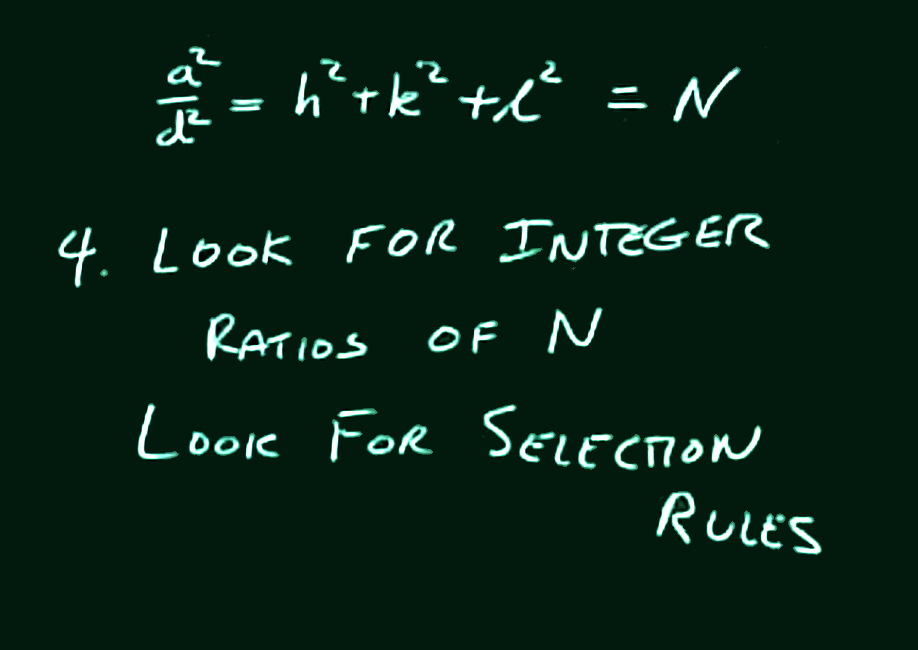 a²/d² = h² + k² + l² = N
4. LOOK FOR INTEGER
RATIOS OF N
LOOK FOR SELECTION
RULES